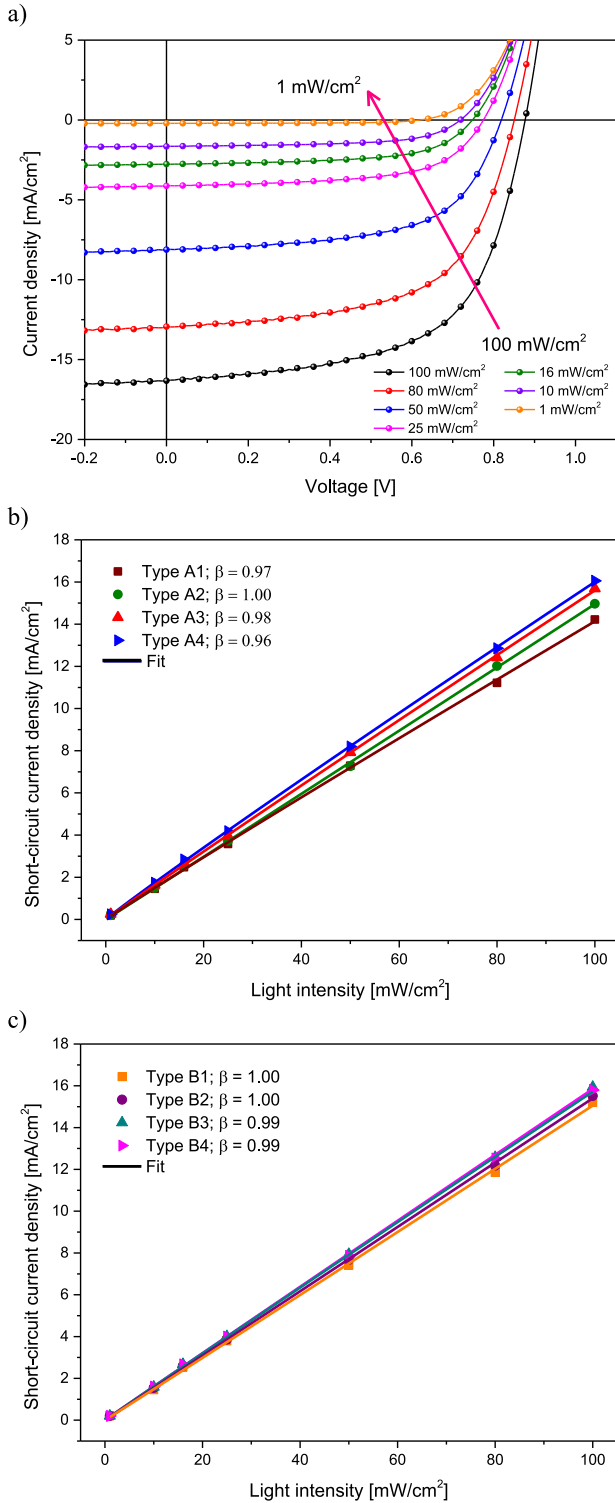 a)
5
0
-5
-10
-15
-20
Current density [mA/cm²]
1 mW/cm²
100 mW/cm²
100 mW/cm²
80 mW/cm²
50 mW/cm²
25 mW/cm²
16 mW/cm²
10 mW/cm²
1 mW/cm²
-0.2 0.0 0.2 0.4 0.6 0.8 1.0
Voltage [V]
b)
18
16
14
12
10
8
6
4
2
0
Short-circuit current density [mA/cm²]
Type A1; β = 0.97
Type A2; β = 1.00
Type A3; β = 0.98
Type A4; β = 0.96
Fit
0 20 40 60 80 100
Light intensity [mW/cm²]
c)
18
16
14
12
10
8
6
4
2
0
Short-circuit current density [mA/cm²]
Type B1; β = 1.00
Type B2; β = 1.00
Type B3; β = 0.99
Type B4; β = 0.99
Fit
0 20 40 60 80 100
Light intensity [mW/cm²]